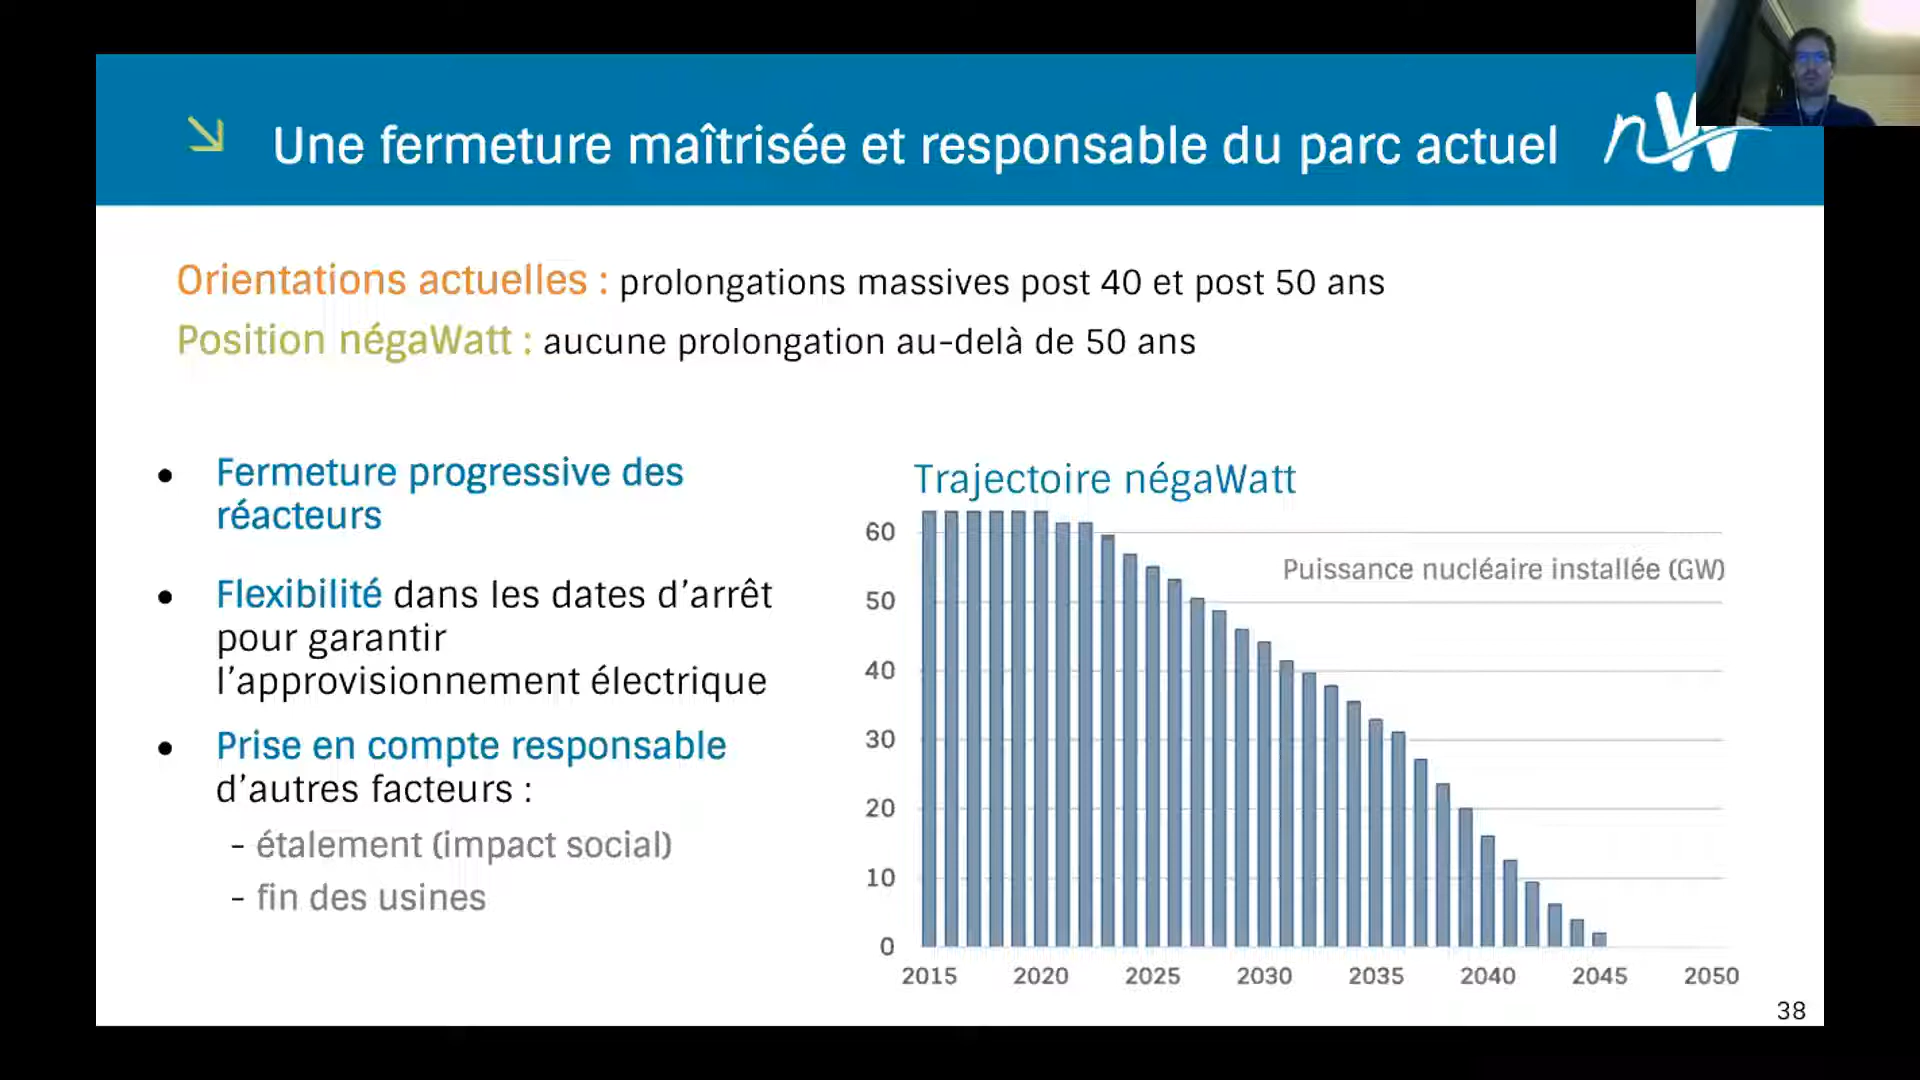 Une fermeture maîtrisée et responsable du parc actuel
nW
Orientations actuelles : prolongations massives post 40 et post 50 ans
Position négaWatt : aucune prolongation au-delà de 50 ans
• Fermeture progressive des
réacteurs
• Flexibilité dans les dates d’arrêt
pour garantir
l’approvisionnement électrique
• Prise en compte responsable
d’autres facteurs :
- étalement (impact social)
- fin des usines
Trajectoire négaWatt
Puissance nucléaire installée (GW)
60
50
40
30
20
10
0
2015 2020 2025 2030 2035 2040 2045 2050
38